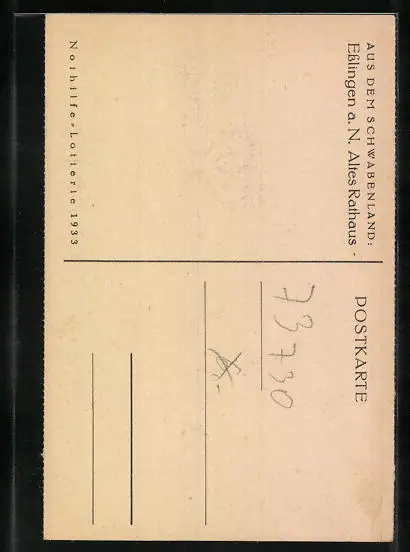 AUS DEM SCHWABENLAND:
Eßlingen a. N. Altes Rathaus -
Nothilfe-Lotterie 1933
POSTKARTE
73730